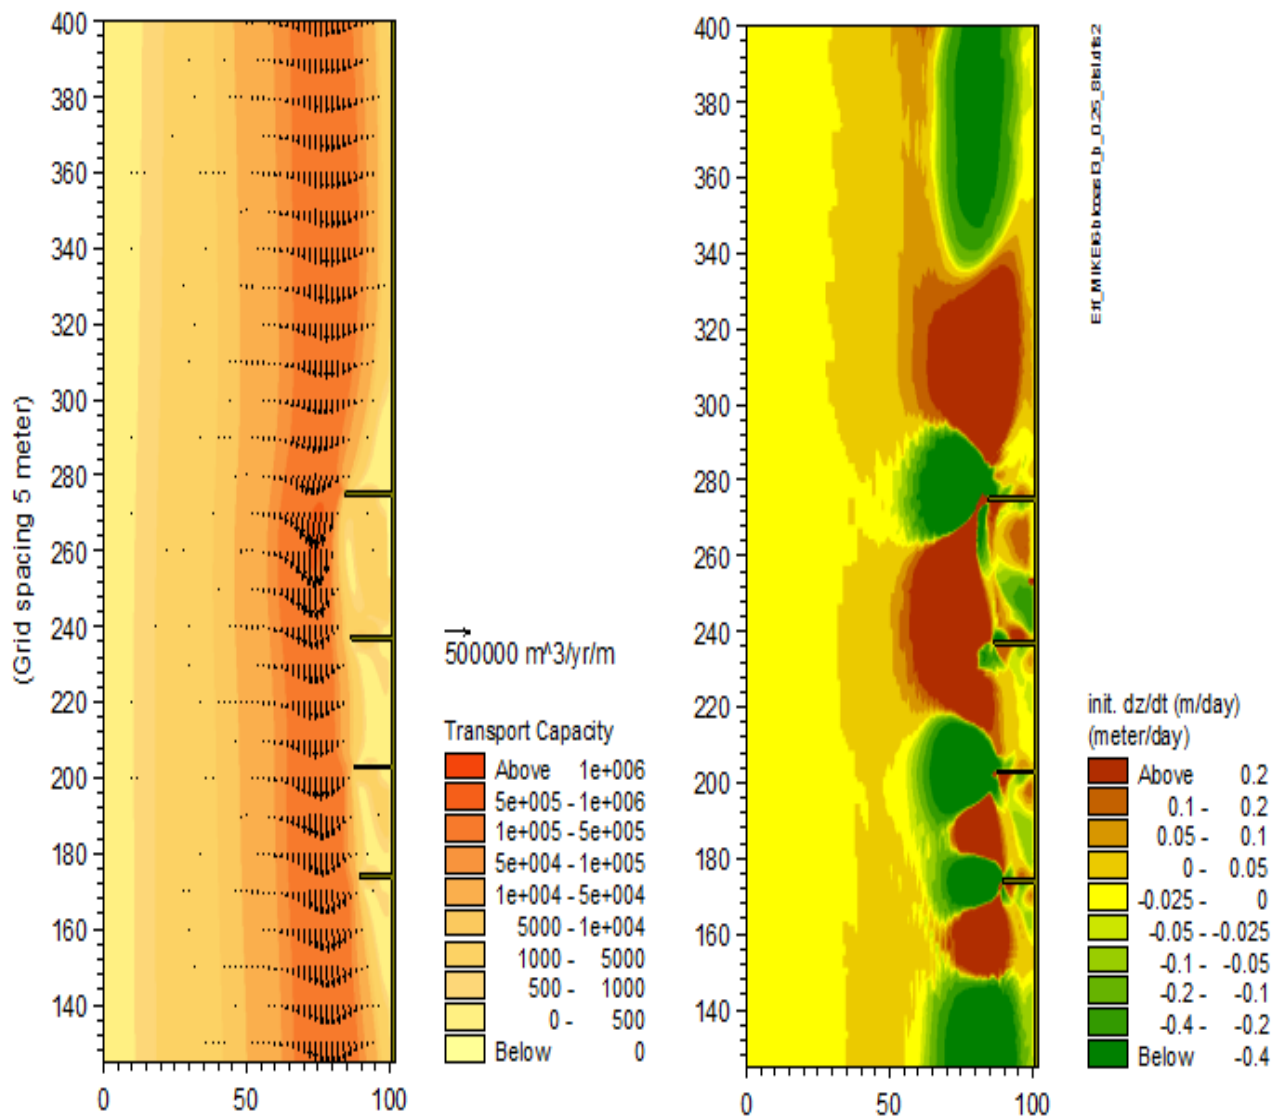 400
380
360
340
320
300
280
260
240
220
200
180
160
140
0
50
100
(Grid spacing 5 meter)
500000 m^3/yr/m
Transport Capacity
Above 1e+006
5e+005 - 1e+006
1e+005 - 5e+005
5e+004 - 1e+005
1e+004 - 5e+004
5000 - 1e+004
1000 - 5000
500 - 1000
0 - 500
Below 0
400
380
360
340
320
300
280
260
240
220
200
180
160
140
0
50
100
init. dz/dt (m/day)
(meter/day)
Above 0.2
0.1 - 0.2
0.05 - 0.1
0 - 0.05
-0.025 - 0
-0.05 - -0.025
-0.1 - -0.05
-0.2 - -0.1
-0.4 - -0.2
Below -0.4